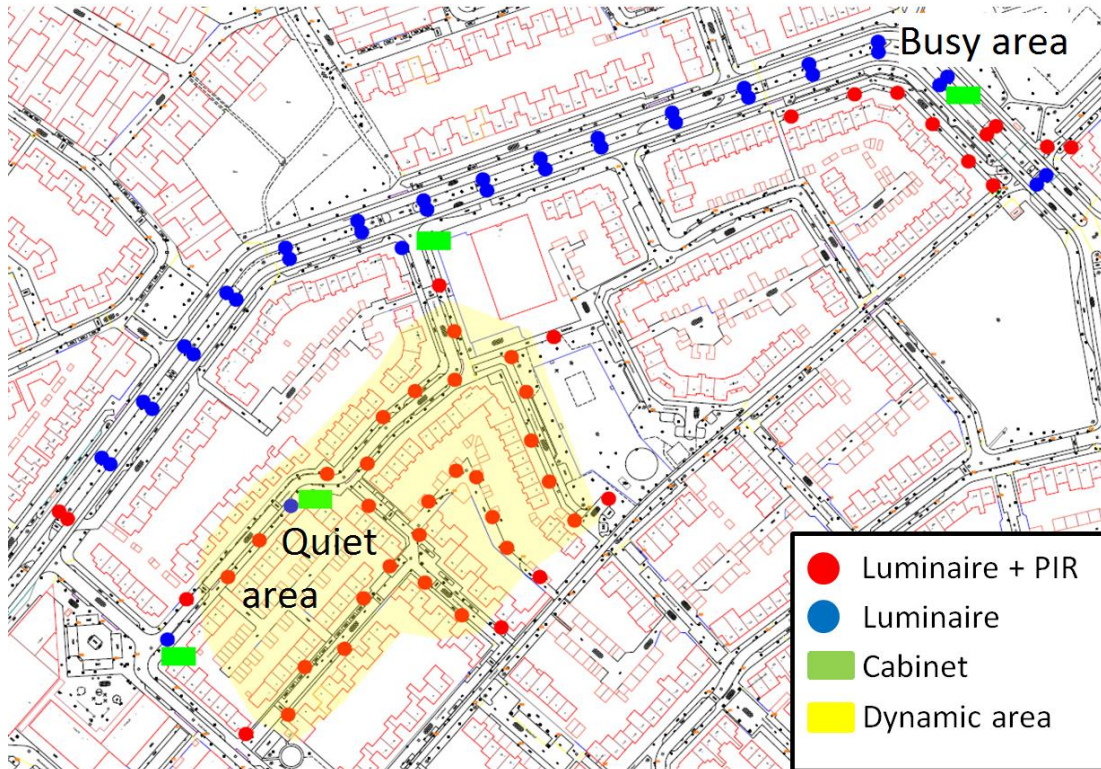 Busy area
Quiet
area
Luminaire + PIR
Luminaire
Cabinet
Dynamic area